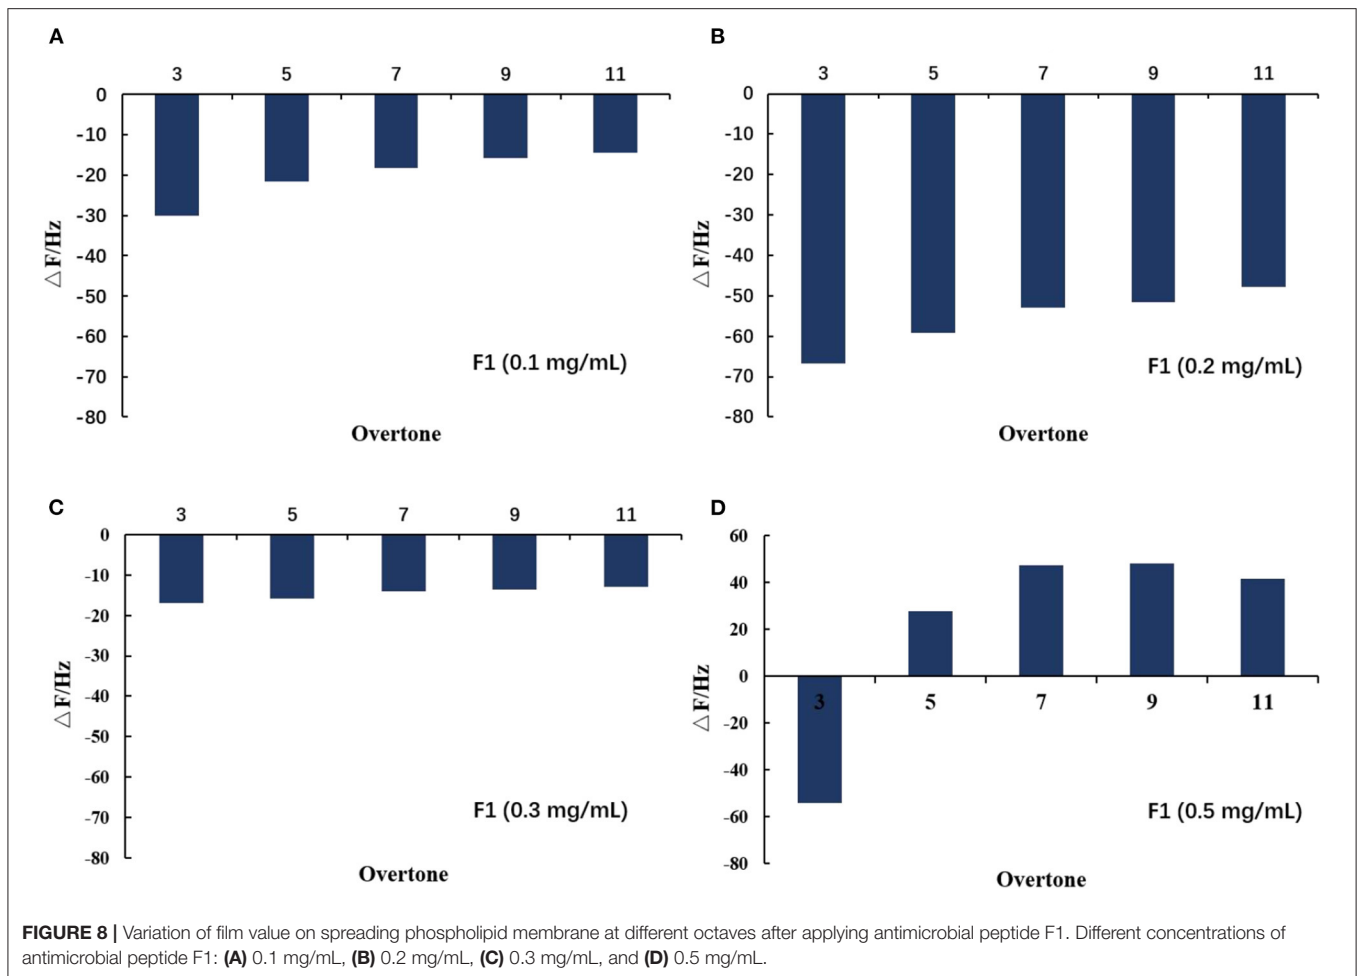 A
3 5 7 9 11
0
-10
-20
-30
-40
-50
-60
-70
-80
△F/Hz
F1 (0.1 mg/mL)
Overtone
B
3 5 7 9 11
0
-10
-20
-30
-40
-50
-60
-70
-80
△F/Hz
F1 (0.2 mg/mL)
Overtone
C
3 5 7 9 11
0
-10
-20
-30
-40
-50
-60
-70
-80
△F/Hz
F1 (0.3 mg/mL)
Overtone
D
60
40
20
0
-20
-40
-60
-80
3 5 7 9 11
△F/Hz
F1 (0.5 mg/mL)
Overtone
FIGURE 8 | Variation of film value on spreading phospholipid membrane at different octaves after applying antimicrobial peptide F1. Different concentrations of
antimicrobial peptide F1: (A) 0.1 mg/mL, (B) 0.2 mg/mL, (C) 0.3 mg/mL, and (D) 0.5 mg/mL.